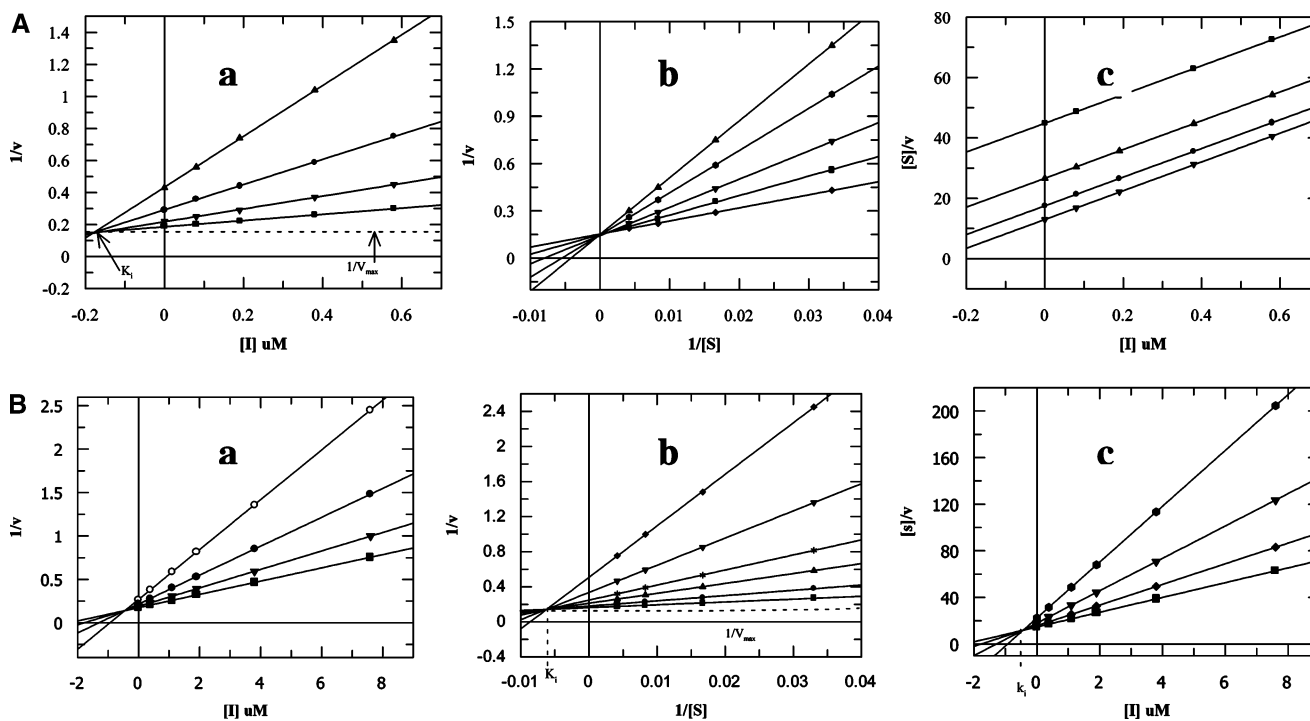 A
a
1.4
1.2
1
0.8
0.6
0.4
0.2
0
-0.2
1/v
-0.2 0 0.2 0.4 0.6
[I] uM
Ki
1/Vmax
b
1.5
1.2
0.9
0.6
0.3
0
1/v
-0.01 0 0.01 0.02 0.03 0.04
1/[S]
c
80
60
40
20
0
[S]/v
-0.2 0 0.2 0.4 0.6
[I] uM
B
a
2.5
2
1.5
1
0.5
0
1/v
-2 0 2 4 6 8
[I] uM
b
2.4
2.0
1.6
1.2
0.8
0.4
0
-0.4
1/v
1/Vmax
-0.01 0 0.01 0.02 0.03 0.04
Ki
1/[S]
c
200
160
120
80
40
0
[s]/v
-2 0 2 4 6 8
ki
[I] uM